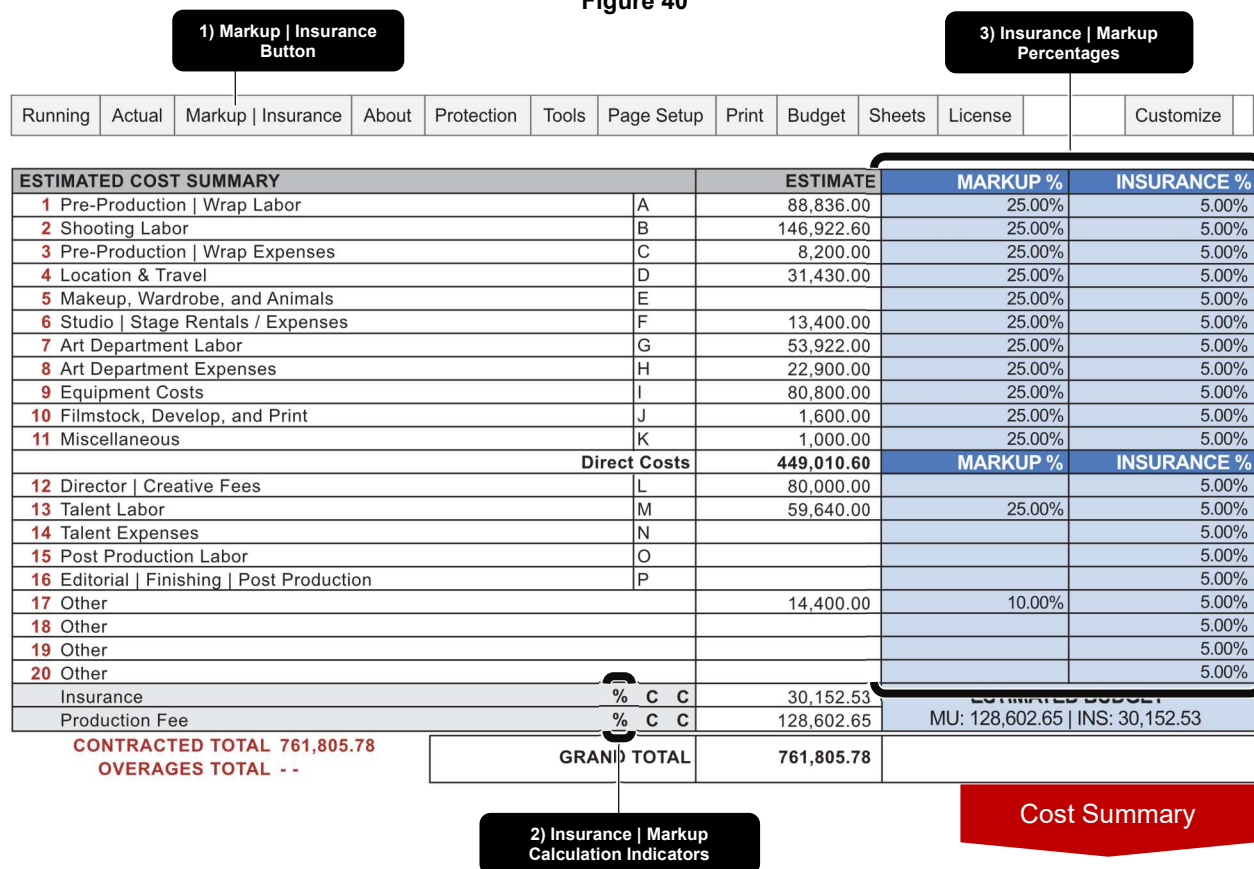 Figure 40
1) Markup | Insurance
Button
3) Insurance | Markup
Percentages
Running Actual Markup | Insurance About Protection Tools Page Setup Print Budget Sheets License Customize
ESTIMATED COST SUMMARY ESTIMATE MARKUP % INSURANCE %
1 Pre-Production | Wrap Labor A 88,836.00 25.00% 5.00%
2 Shooting Labor B 146,922.60 25.00% 5.00%
3 Pre-Production | Wrap Expenses C 8,200.00 25.00% 5.00%
4 Location & Travel D 31,430.00 25.00% 5.00%
5 Makeup, Wardrobe, and Animals E 25.00% 5.00%
6 Studio | Stage Rentals / Expenses F 13,400.00 25.00% 5.00%
7 Art Department Labor G 53,922.00 25.00% 5.00%
8 Art Department Expenses H 22,900.00 25.00% 5.00%
9 Equipment Costs I 80,800.00 25.00% 5.00%
10 Filmstock, Develop, and Print J 1,600.00 25.00% 5.00%
11 Miscellaneous K 1,000.00 25.00% 5.00%
Direct Costs 449,010.60 MARKUP % INSURANCE %
12 Director | Creative Fees L 80,000.00 5.00%
13 Talent Labor M 59,640.00 25.00% 5.00%
14 Talent Expenses N 5.00%
15 Post Production Labor O 5.00%
16 Editorial | Finishing | Post Production P 5.00%
17 Other 14,400.00 10.00% 5.00%
18 Other 5.00%
19 Other 5.00%
20 Other 5.00%
Insurance % C C 30,152.53 ESTIMATED BUDGET
Production Fee % C C 128,602.65 MU: 128,602.65 | INS: 30,152.53
CONTRACTED TOTAL 761,805.78
OVERAGES TOTAL - -
GRAND TOTAL 761,805.78
Cost Summary
2) Insurance | Markup
Calculation Indicators